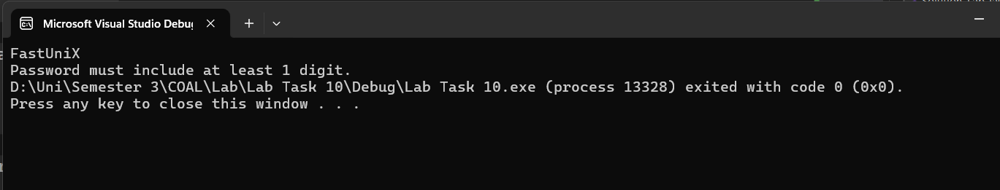 Microsoft Visual Studio Debug
FastUniX
Password must include at least 1 digit.
D:\Uni\Semester 3\COAL\Lab\Lab Task 10\Debug\Lab Task 10.exe (process 13328) exited with code 0 (0x0).
Press any key to close this window . . .